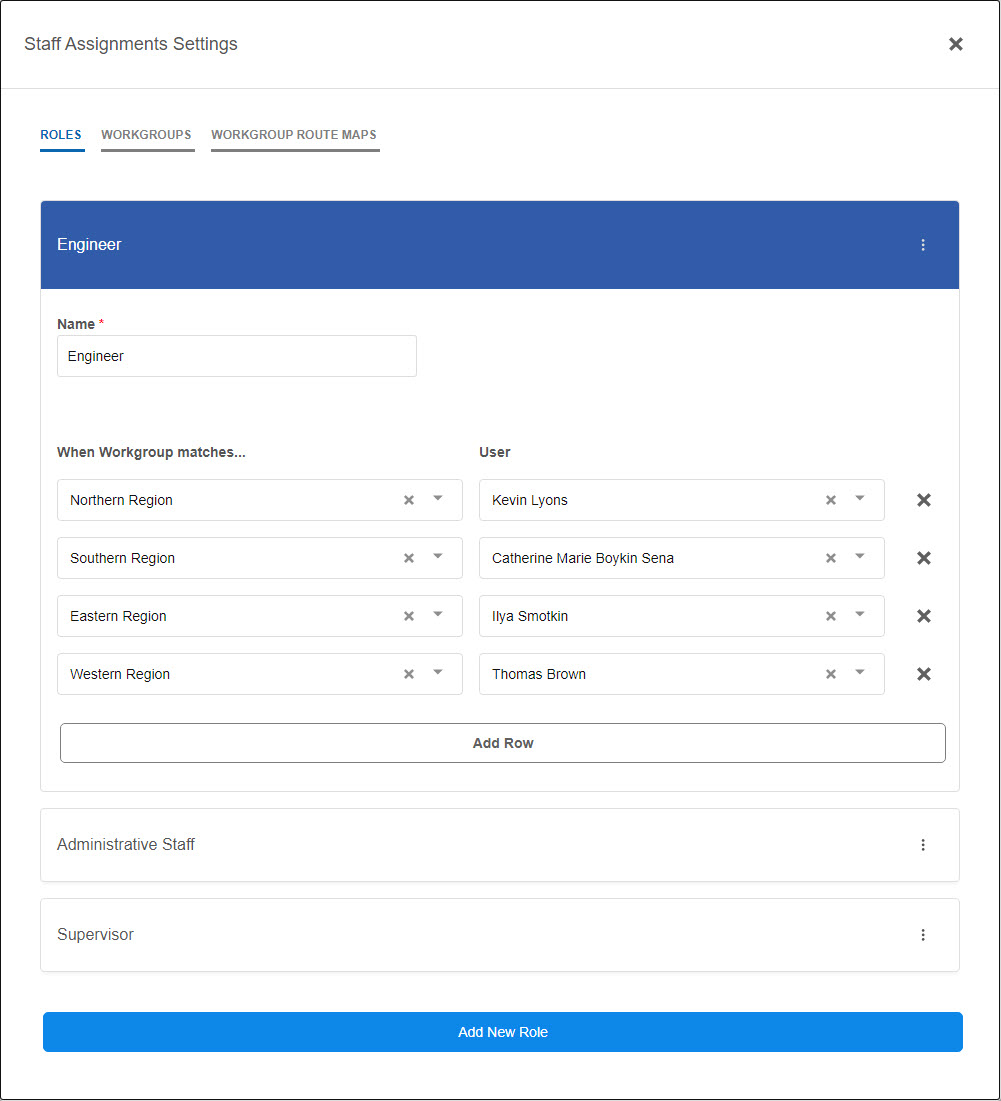 Staff Assignments Settings
ROLES WORKGROUPS WORKGROUP ROUTE MAPS
Engineer
Name *
Engineer
When Workgroup matches... User
Northern Region Kevin Lyons
Southern Region Catherine Marie Boykin Sena
Eastern Region Ilya Smotkin
Western Region Thomas Brown
Add Row
Administrative Staff
Supervisor
Add New Role